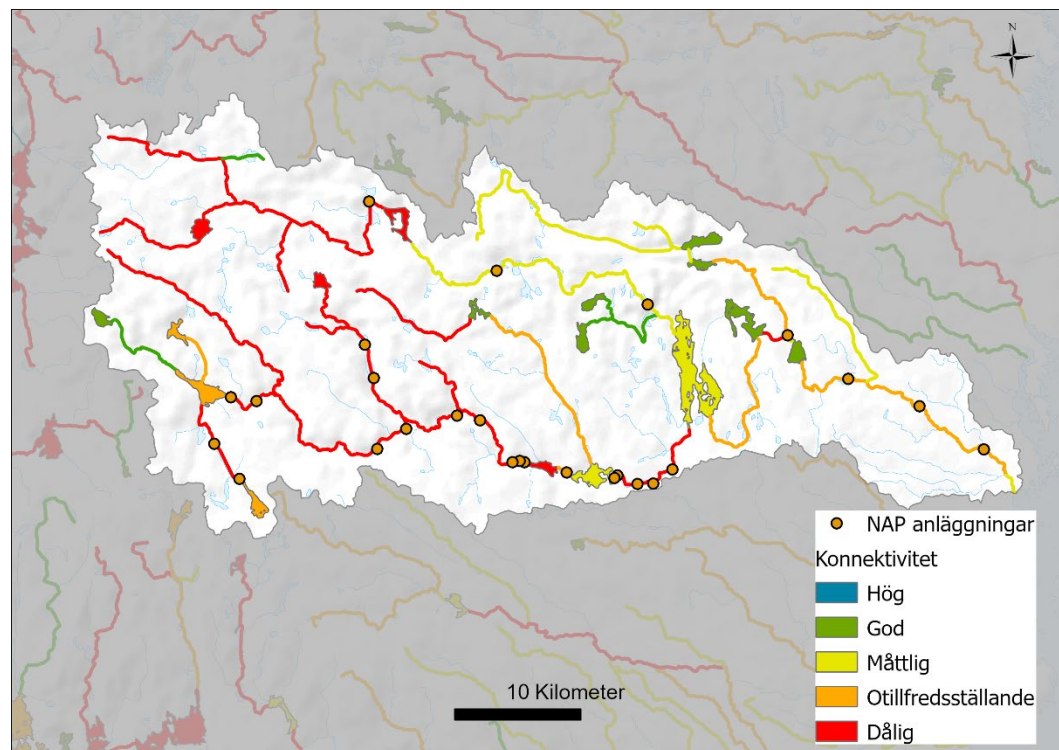 N
NAP anläggningar
Konnektivitet
Hög
God
Måttlig
Otillfredsställande
Dålig
10 Kilometer